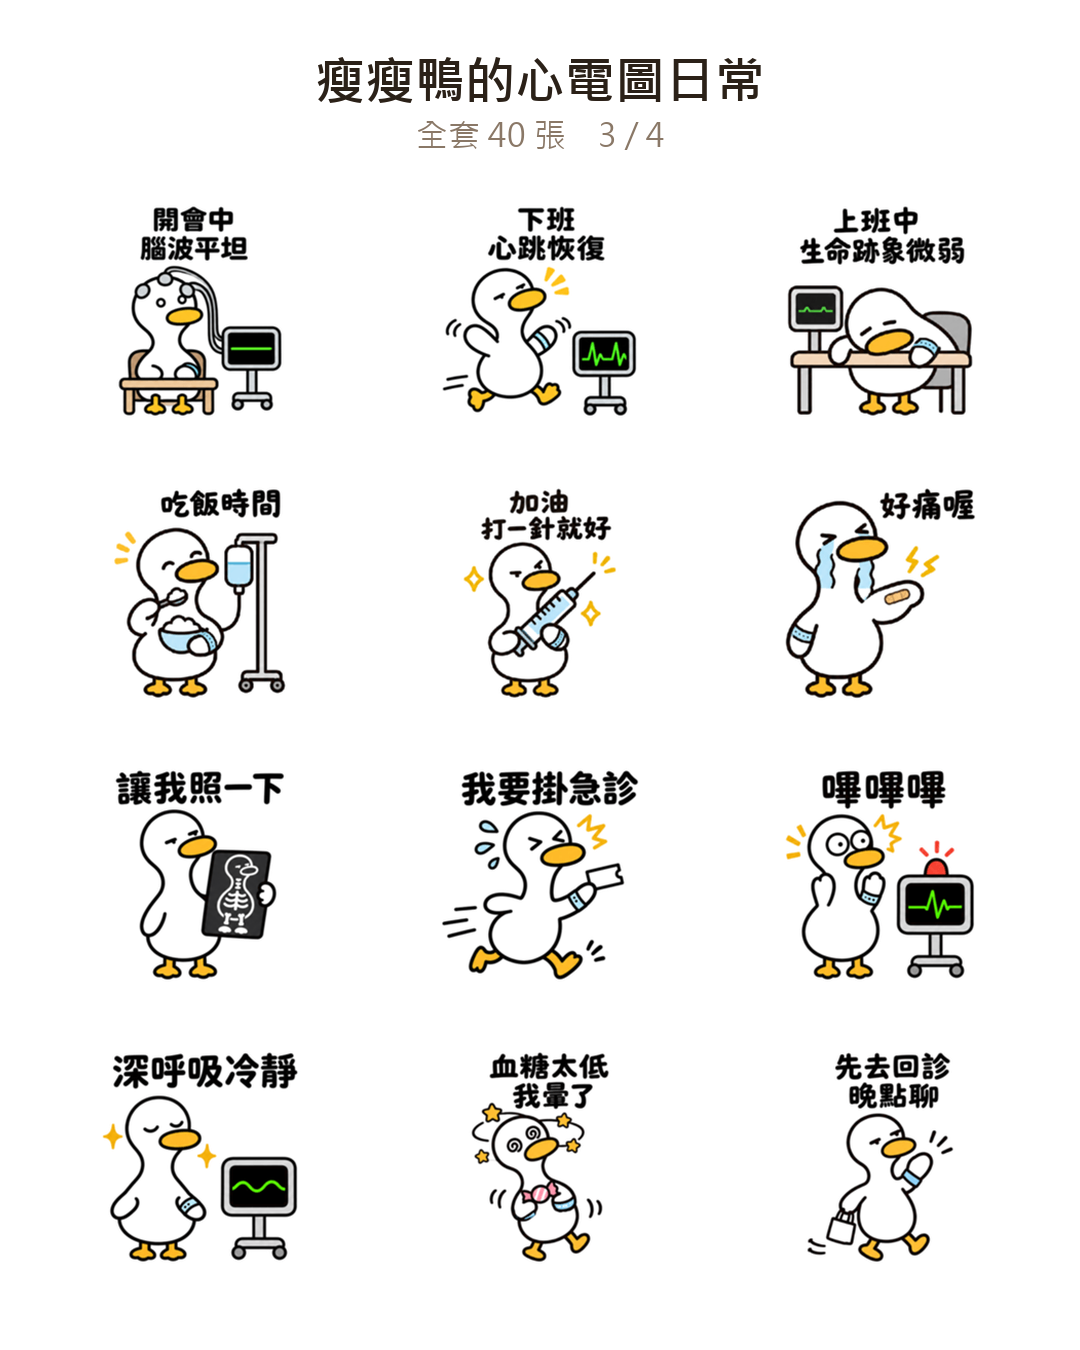 瘦瘦鴨的心電圖日常
全套 40 張 3 / 4
開會中
腦波平坦
下班
心跳恢復
上班中
生命跡象微弱
吃飯時間
加油
打一針就好
好痛喔
讓我照一下
我要掛急診
嗶嗶嗶
深呼吸冷靜
血糖太低
我暈了
先去回診
晚點聊